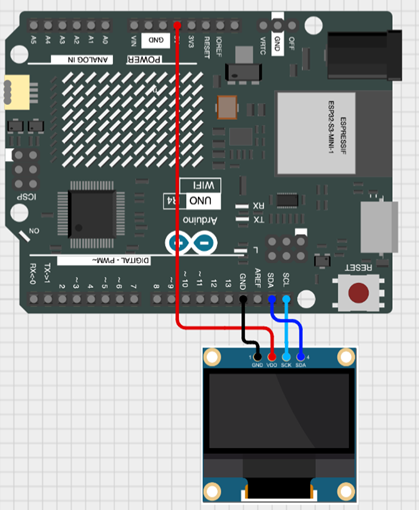 A5 A4 A3 A2 A1 A0 VIN GND 3V3 RESET IOREF VRTC GND OFF
ANALOG IN POWER
ESPRESSIF
ESP32-S3-MINI-1
ICSP
WIFI
UNO R4
RX
TX
Arduino
ON
L
RESET
DIGITAL (PWM~)
RX<-0 TX->1 2 ~3 4 ~5 ~6 7 8 ~9 ~10 ~11 12 13 GND AREF SDA SCL
1 4
GND VDD SCK SDA